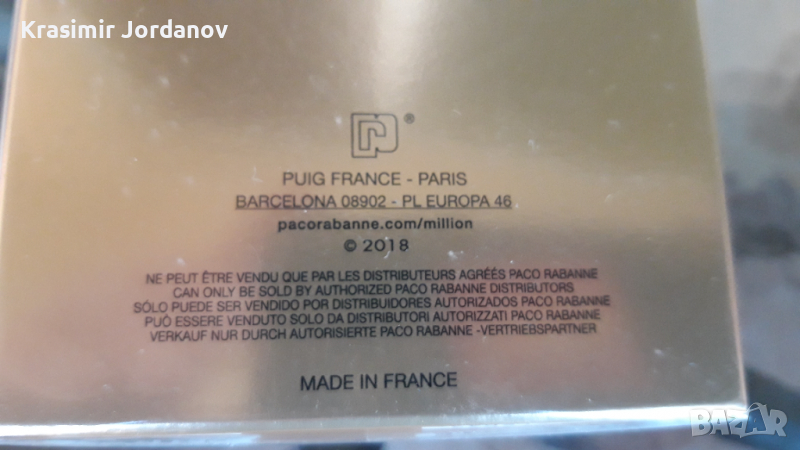 Krasimir Jordanov
PUIG FRANCE - PARIS
BARCELONA 08902 - PL EUROPA 46
pacorabanne.com/million
© 2018
NE PEUT ÊTRE VENDU QUE PAR LES DISTRIBUTEURS AGRÉÉS PACO RABANNE
CAN ONLY BE SOLD BY AUTHORIZED PACO RABANNE DISTRIBUTORS
SÓLO PUEDE SER VENDIDO POR DISTRIBUIDORES AUTORIZADOS PACO RABANNE
PUÓ ESSERE VENDUTO SOLO DA DISTRIBUTORI AUTORIZZATI PACO RABANNE
VERKAUF NUR DURCH AUTORISIERTE PACO RABANNE -VERTRIEBSPARTNER
MADE IN FRANCE
BAZAR